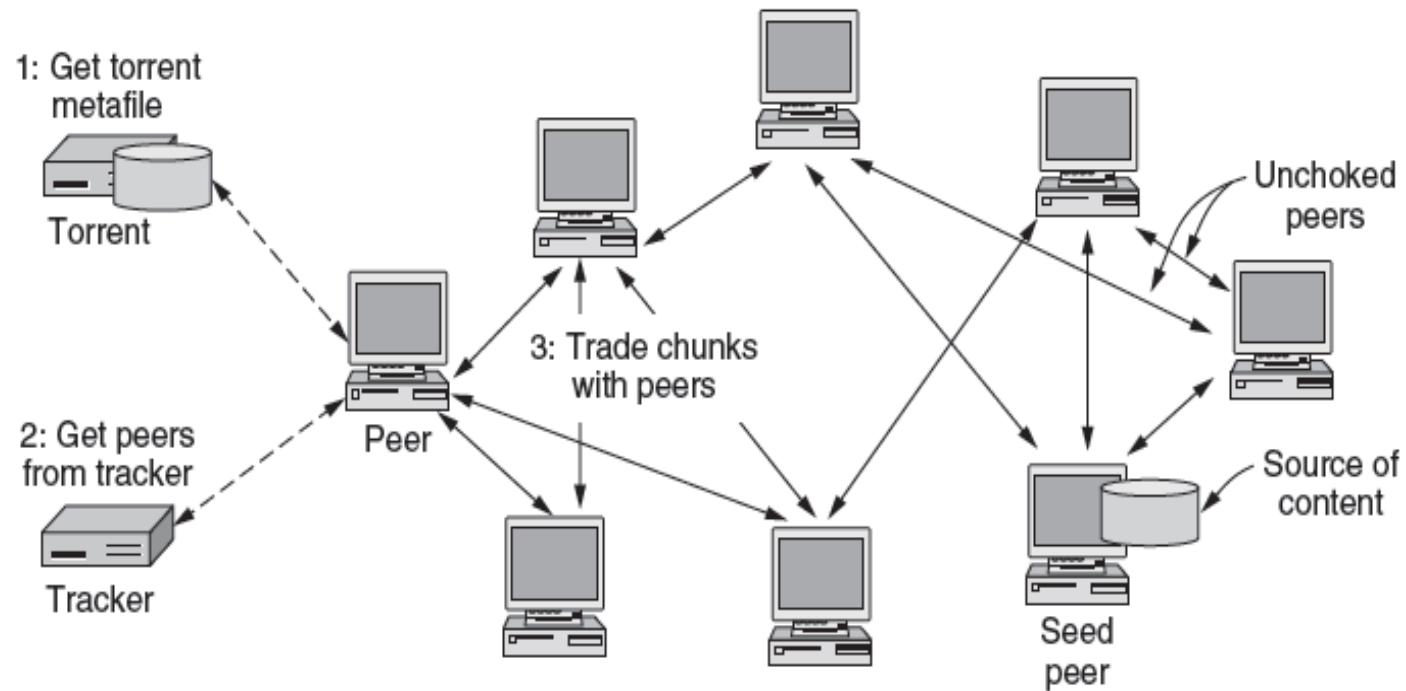 1: Get torrent
metafile
Torrent
2: Get peers
from tracker
Tracker
Peer
3: Trade chunks
with peers
Unchoked
peers
Source of
content
Seed
peer